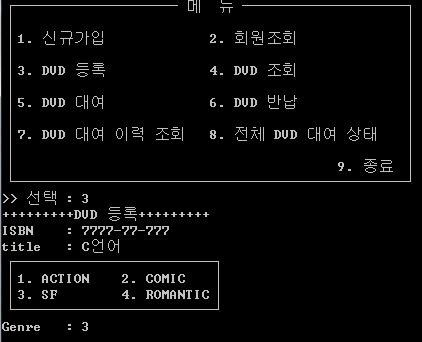 메 뉴
1. 신규가입 2. 회원조회
3. DVD 등록 4. DVD 조회
5. DVD 대여 6. DVD 반납
7. DVD 대여 이력 조회 8. 전체 DVD 대여 상태
9. 종료
>> 선택 : 3
+++++++++DVD 등록+++++++++
ISBN : 7777-77-777
title : C언어
1. ACTION 2. COMIC
3. SF 4. ROMANTIC
Genre : 3